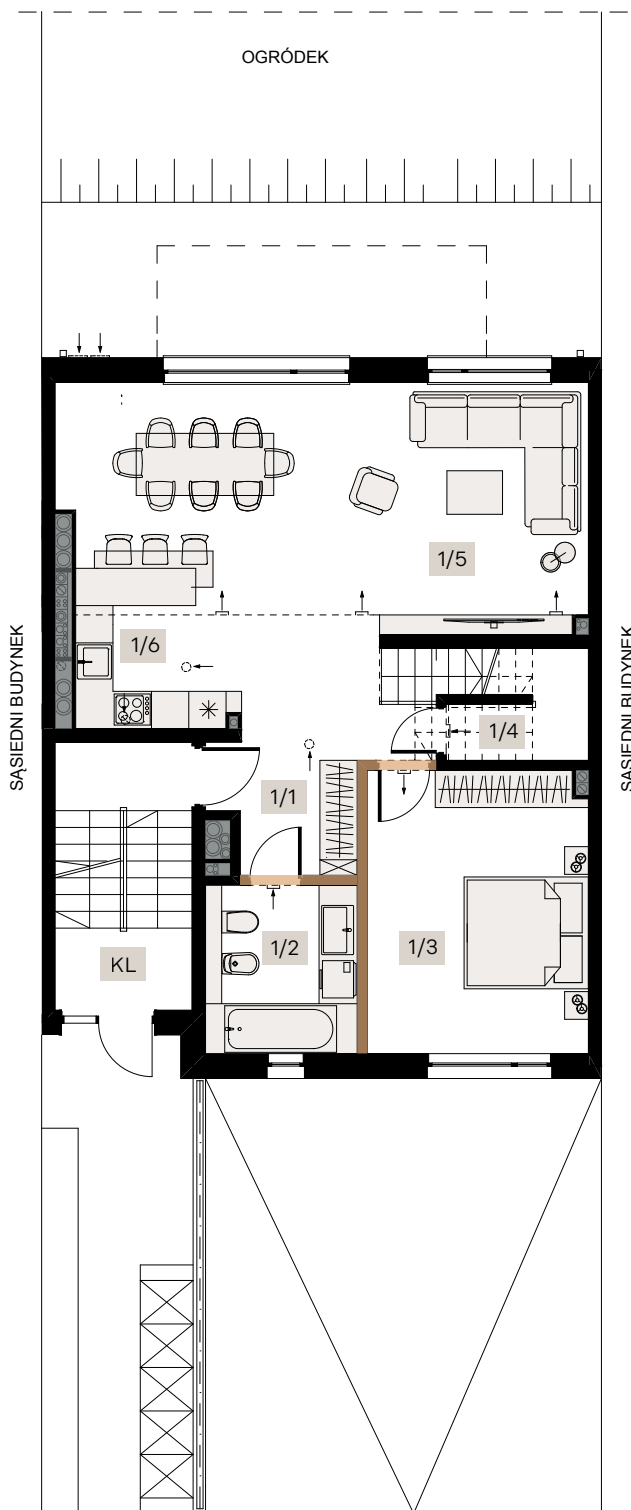 OGRÓDEK
1/5
1/6
SĄSIEDNI BUDYNEK
SĄSIEDNI BUDYNEK
1/4
1/1
1/2
1/3
KL